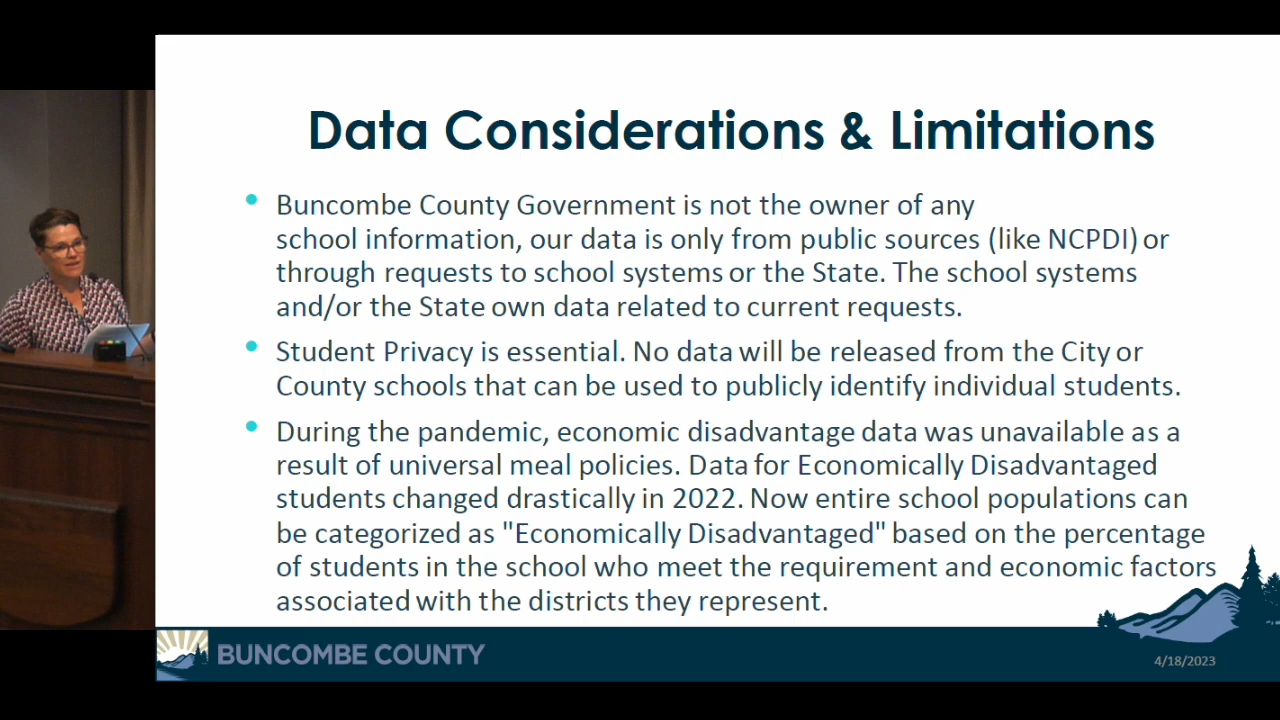 Data Considerations & Limitations
Buncombe County Government is not the owner of any
school information, our data is only from public sources (like NCPDI) or
through requests to school systems or the State. The school systems
and/or the State own data related to current requests.
Student Privacy is essential. No data will be released from the City or
County schools that can be used to publicly identify individual students.
During the pandemic, economic disadvantage data was unavailable as a
result of universal meal policies. Data for Economically Disadvantaged
students changed drastically in 2022. Now entire school populations can
be categorized as "Economically Disadvantaged" based on the percentage
of students in the school who meet the requirement and economic factors
associated with the districts they represent.
BUNCOMBE COUNTY
4/18/2023